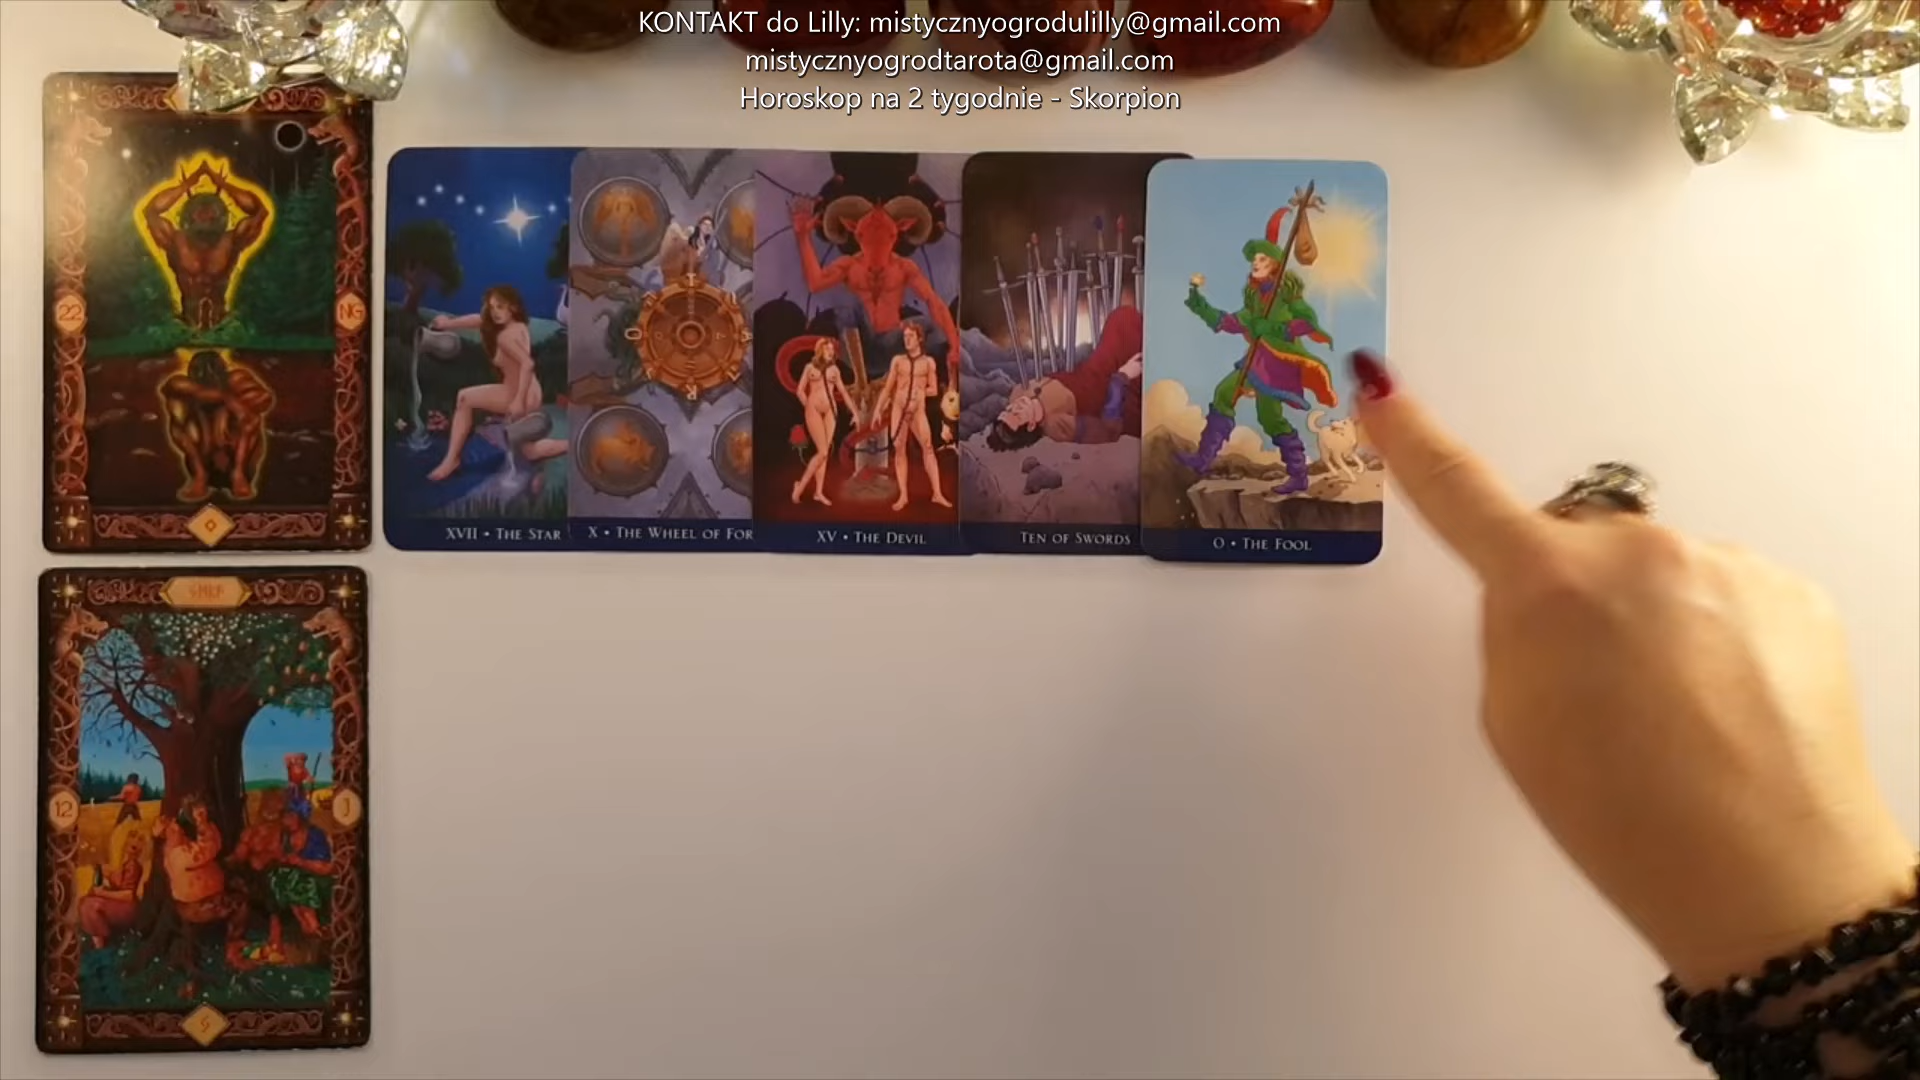 KONTAKT do Lilly: mistycznyogrodulilly@gmail.com
mistycznyogrodtarota@gmail.com
Horoskop na 2 tygodnie - Skorpion
22
NG
XVII • THE STAR
X • THE WHEEL OF FOR
XV • THE DEVIL
TEN OF SWORDS
0 • THE FOOL
12
J